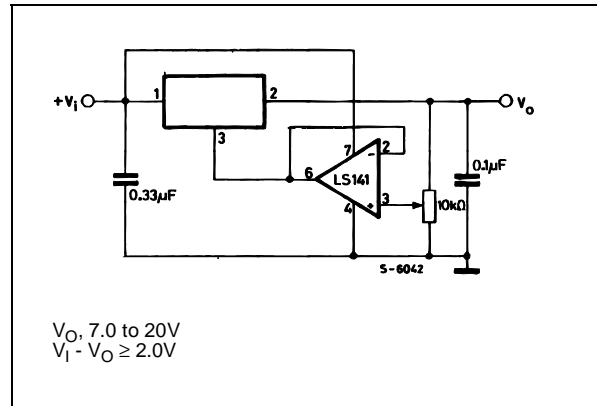 +Vi
1
2
Vo
3
7
2
-
6
LS141
0.1µF
0.33µF
4
+
3
10kΩ
S-6042
VO, 7.0 to 20V
VI - VO ≥ 2.0V